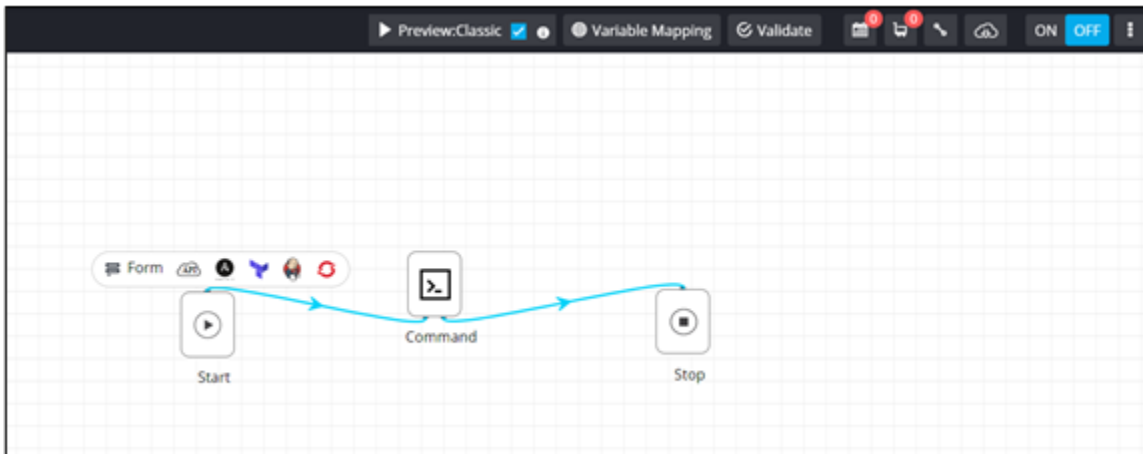 Preview:Classic
Variable Mapping
Validate
0
0
ON
OFF
Form
API
A
>_
Command
Start
Stop